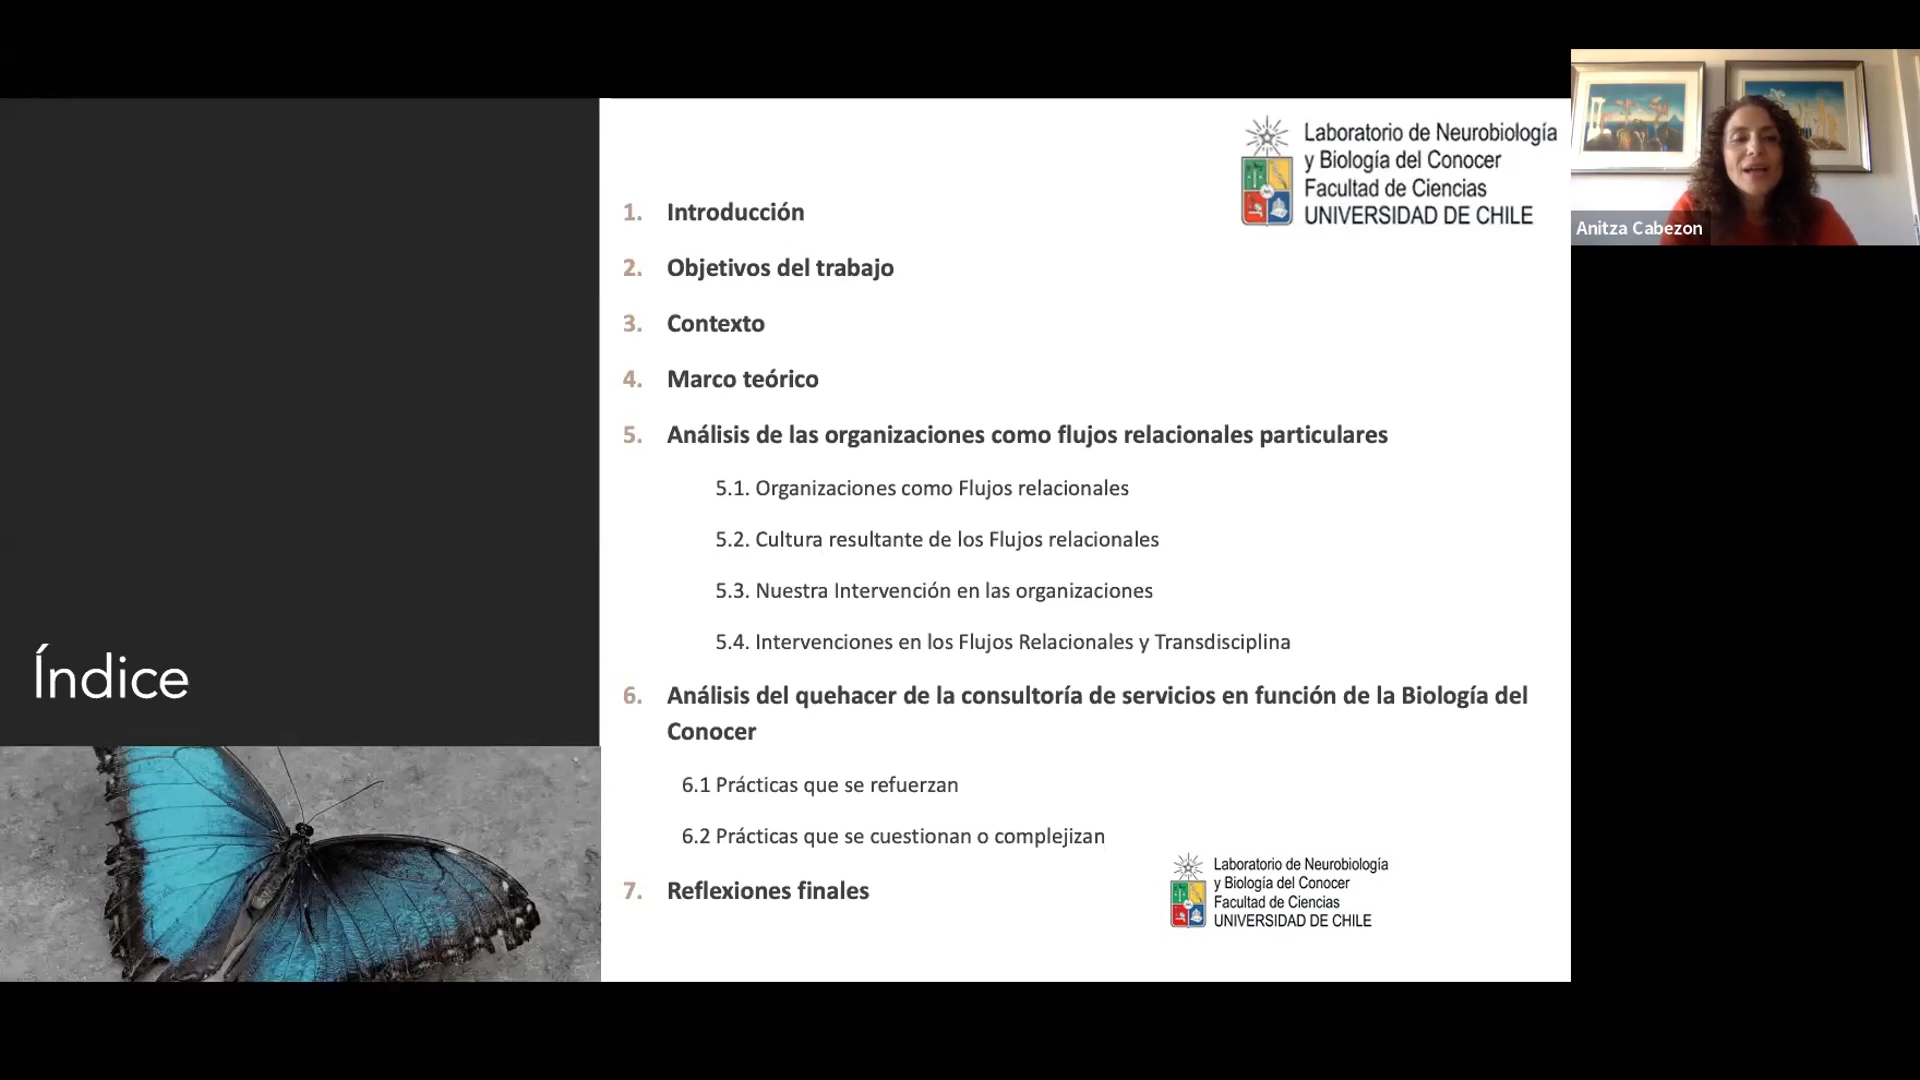 Laboratorio de Neurobiología
y Biología del Conocer
Facultad de Ciencias
UNIVERSIDAD DE CHILE
Anitza Cabezon
1. Introducción
2. Objetivos del trabajo
3. Contexto
4. Marco teórico
5. Análisis de las organizaciones como flujos relacionales particulares
5.1. Organizaciones como Flujos relacionales
5.2. Cultura resultante de los Flujos relacionales
5.3. Nuestra Intervención en las organizaciones
5.4. Intervenciones en los Flujos Relacionales y Transdisciplina
Índice
6. Análisis del quehacer de la consultoría de servicios en función de la Biología del
Conocer
6.1 Prácticas que se refuerzan
6.2 Prácticas que se cuestionan o complejizan
7. Reflexiones finales
Laboratorio de Neurobiología
y Biología del Conocer
Facultad de Ciencias
UNIVERSIDAD DE CHILE